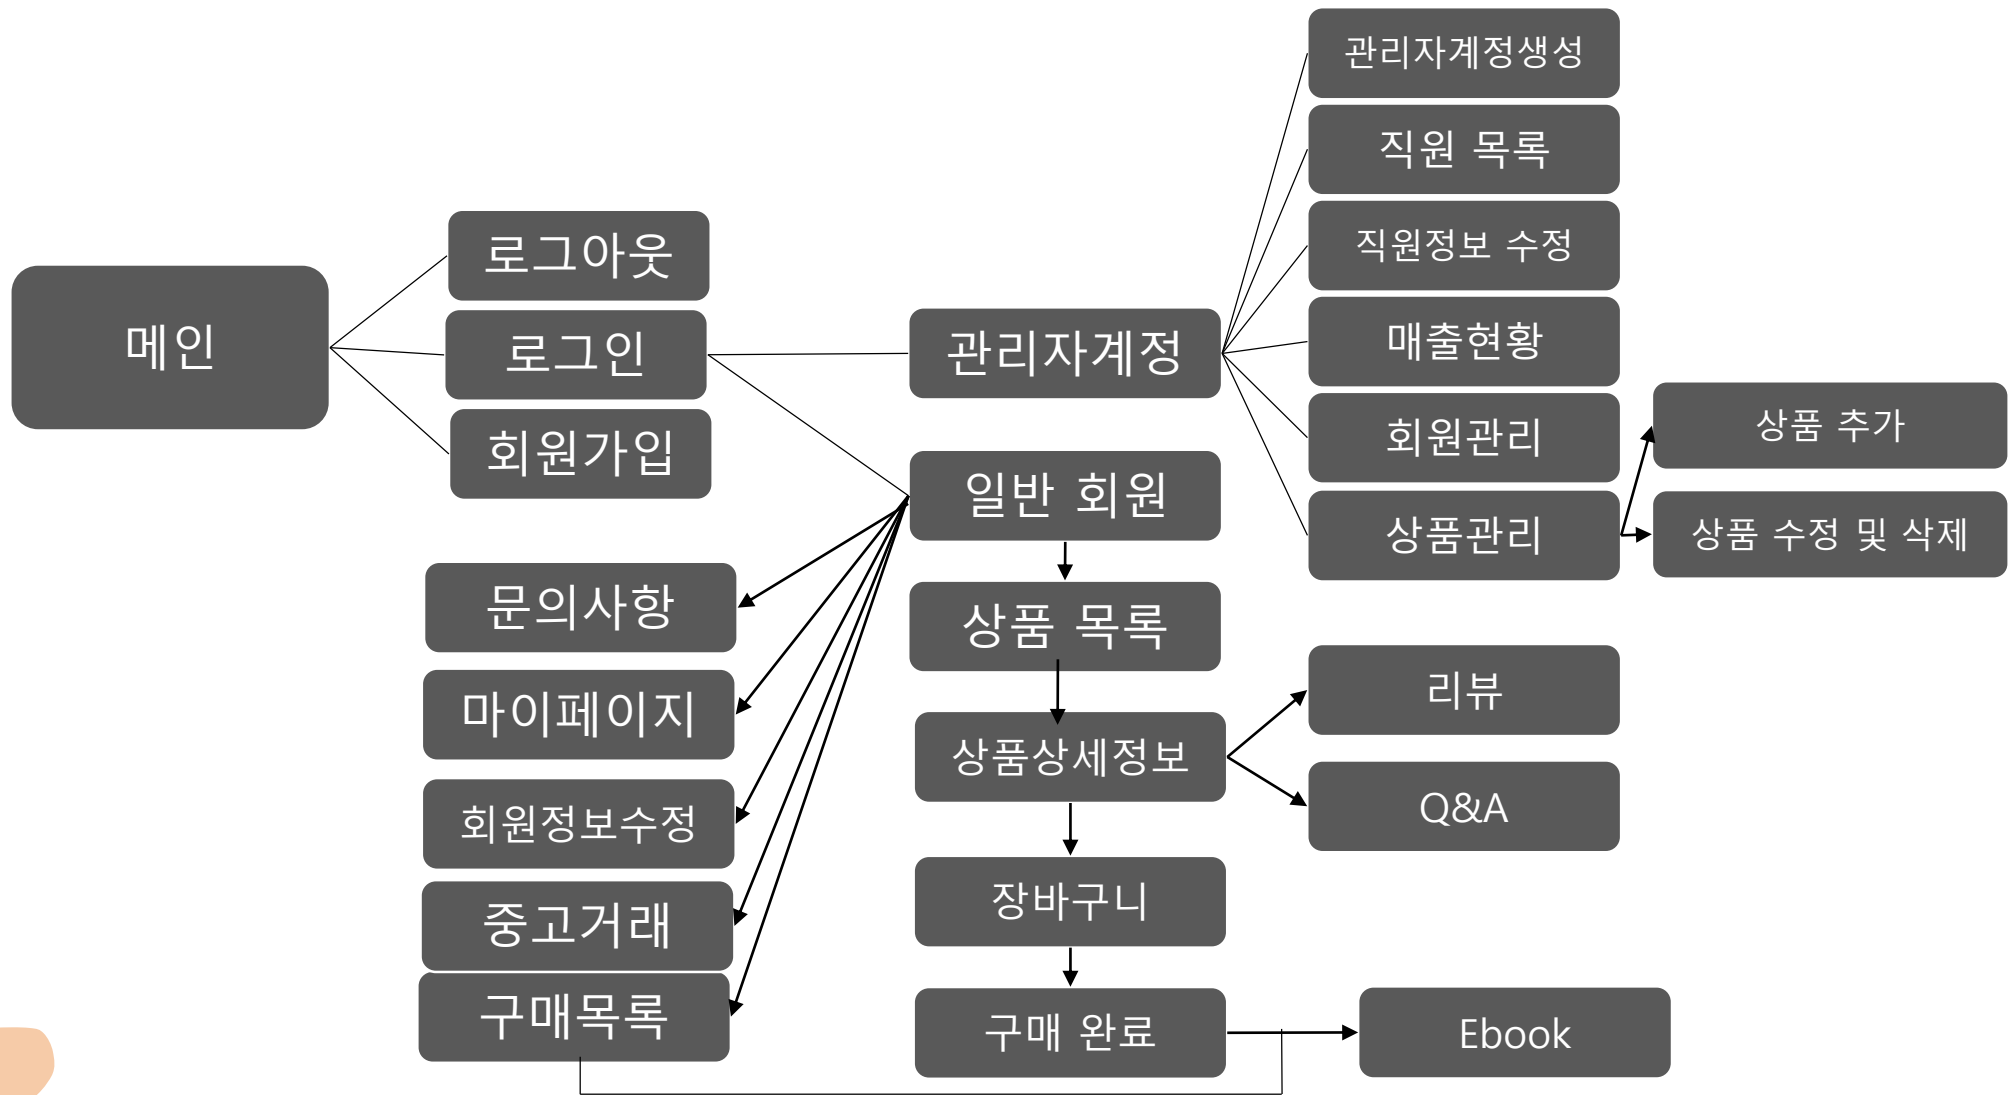 메인
로그아웃
로그인
회원가입
관리자계정
관리자계정생성
직원 목록
직원정보 수정
매출현황
회원관리
상품관리
상품 추가
상품 수정 및 삭제
일반 회원
문의사항
마이페이지
회원정보수정
중고거래
구매목록
상품 목록
상품상세정보
리뷰
Q&A
장바구니
구매 완료
Ebook